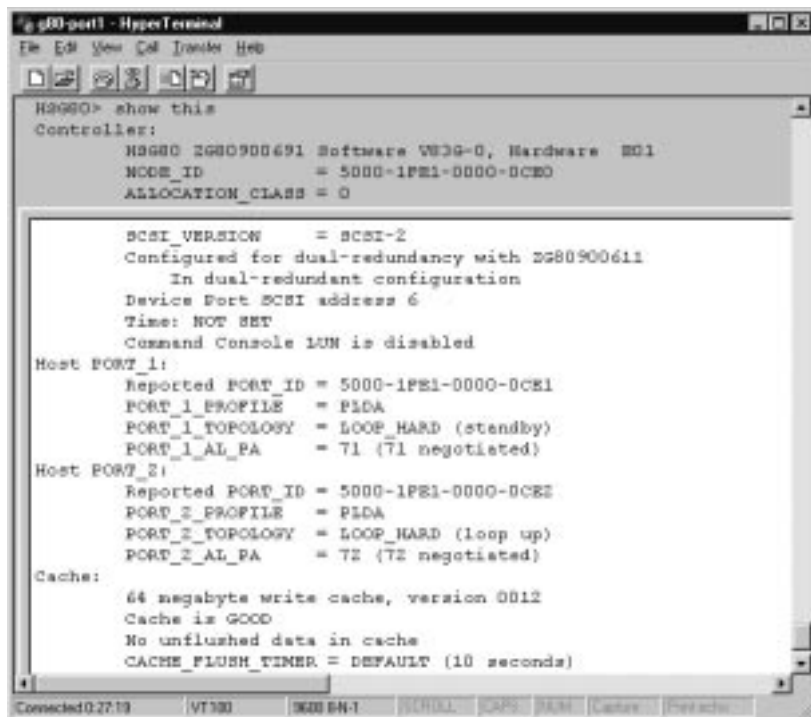 g80-port1 - HyperTerminal
File Edit View Call Transfer Help
HSG80> show this
Controller:
HSG80 ZG80900691 Software V83G-0, Hardware E01
NODE_ID = 5000-1FE1-0000-0CE0
ALLOCATION_CLASS = 0
SCSI_VERSION = SCSI-2
Configured for dual-redundancy with ZG80900611
In dual-redundant configuration
Device Port SCSI address 6
Time: NOT SET
Command Console LUN is disabled
Host PORT_1:
Reported PORT_ID = 5000-1FE1-0000-0CE1
PORT_1_PROFILE = PLDA
PORT_1_TOPOLOGY = LOOP_HARD (standby)
PORT_1_AL_PA = 71 (71 negotiated)
Host PORT_2:
Reported PORT_ID = 5000-1FE1-0000-0CE2
PORT_2_PROFILE = PLDA
PORT_2_TOPOLOGY = LOOP_HARD (loop up)
PORT_2_AL_PA = 72 (72 negotiated)
Cache:
64 megabyte write cache, version 0012
Cache is GOOD
No unflushed data in cache
CACHE_FLUSH_TIMER = DEFAULT (10 seconds)
Connected 0:27:19 VT100 9600 8-N-1 SCROLL CAPS NUM Capture Print echo